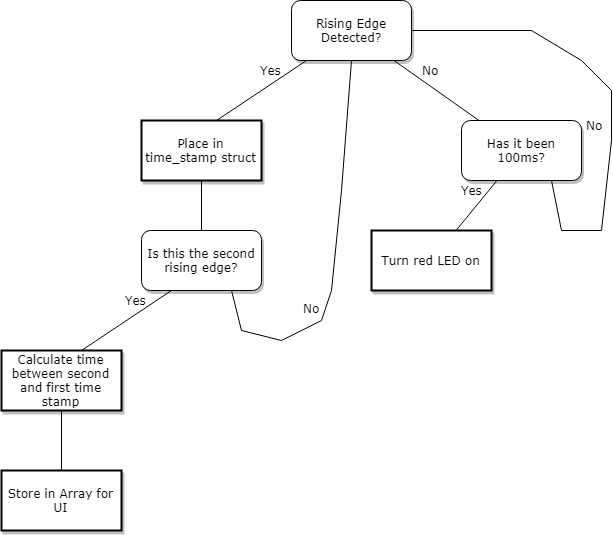 Rising Edge
Detected?
Yes
No
Place in
time_stamp struct
Has it been
100ms?
No
Yes
Is this the second
rising edge?
Turn red LED on
Yes
No
Calculate time
between second
and first time
stamp
Store in Array for
UI